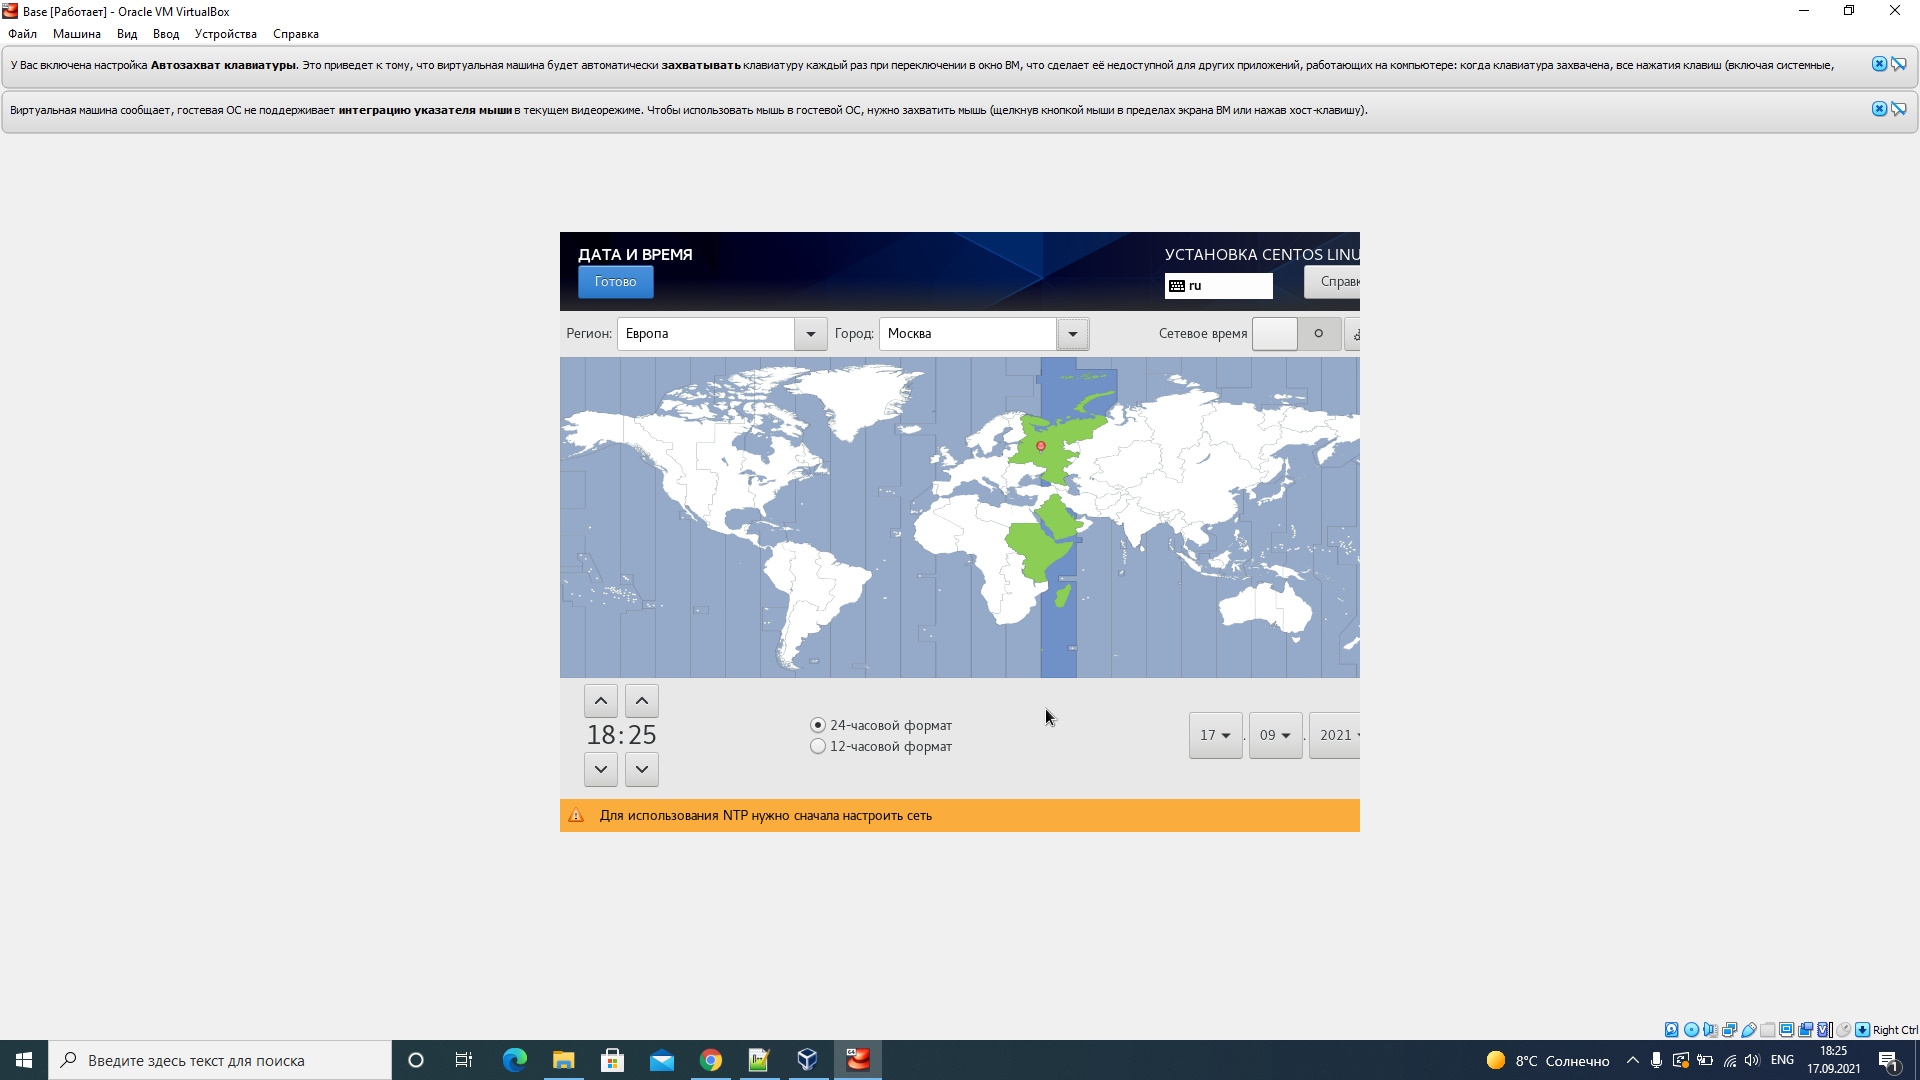 Base [Работает] - Oracle VM VirtualBox
Файл Машина Вид Ввод Устройства Справка
У Вас включена настройка Автозахват клавиатуры. Это приведет к тому, что виртуальная машина будет автоматически захватывать клавиатуру каждый раз при переключении в окно ВМ, что сделает её недоступной для других приложений, работающих на компьютере: когда клавиатура захвачена, все нажатия клавиш (включая системные,
Виртуальная машина сообщает, гостевая ОС не поддерживает интеграцию указателя мыши в текущем видеорежиме. Чтобы использовать мышь в гостевой ОС, нужно захватить мышь (щелкнув кнопкой мыши в пределах экрана ВМ или нажав хост-клавишу).
ДАТА И ВРЕМЯ
УСТАНОВКА CENTOS LINU
Готово
ru
Справк
Регион: Европа Город: Москва Сетевое время
18:25
24-часовой формат
12-часовой формат
17 . 09 . 2021
Для использования NTP нужно сначала настроить сеть
Right Ctrl
Введите здесь текст для поиска
8°C Солнечно
ENG
18:25
17.09.2021
1